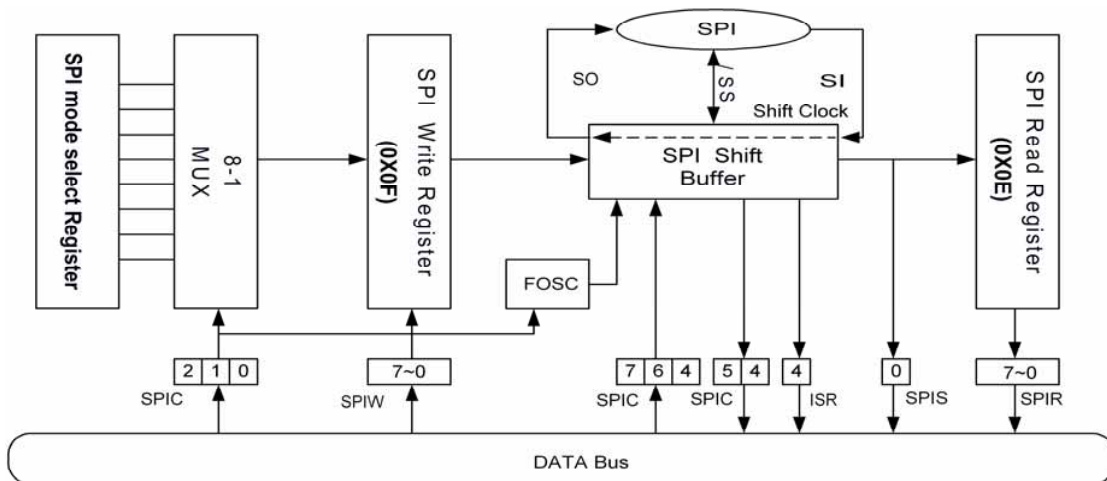 SPI mode select Register
8-1
MUX
SPI Write Register
(0X0F)
SPI
SO
/SS
SI
Shift Clock
SPI Shift
Buffer
FOSC
SPI Read Register
(0X0E)
2 1 0
7~0
7 6 4
5 4
4
0
7~0
SPIC
SPIW
SPIC
SPIC
ISR
SPIS
SPIR
DATA Bus